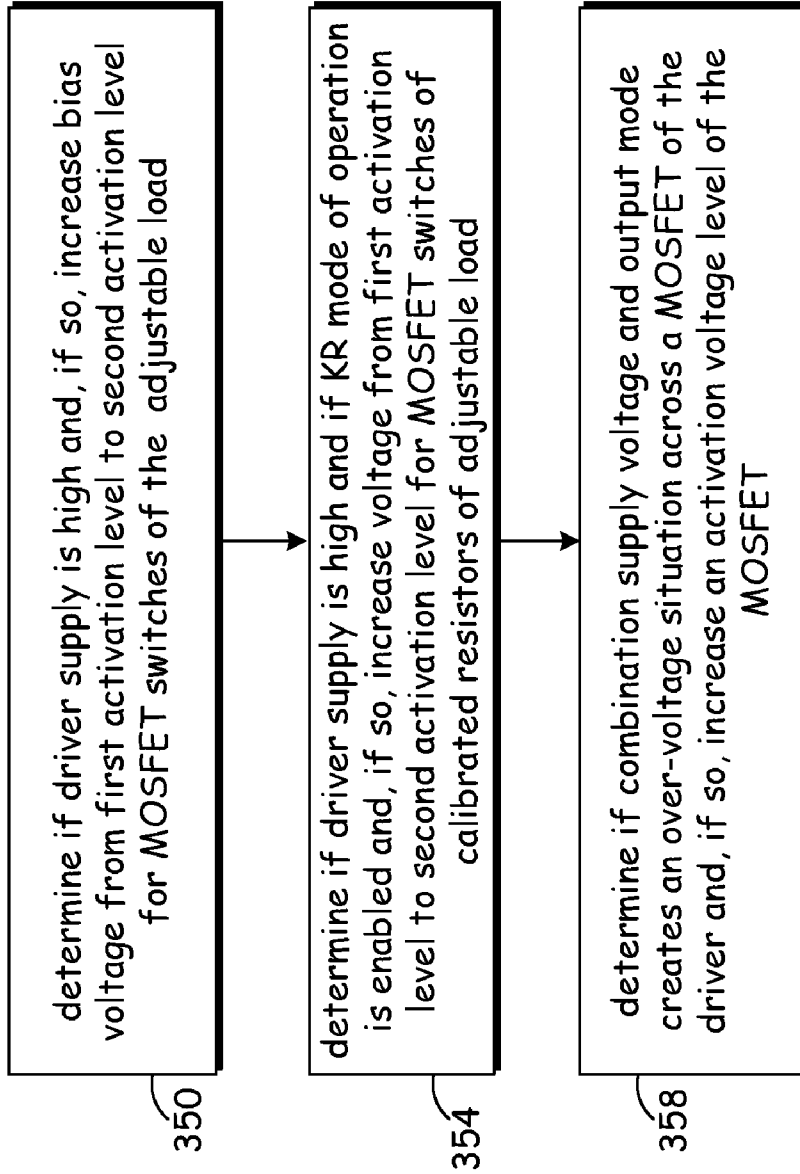 determine if driver supply is high and, if so, increase bias
voltage from first activation level to second activation level
for MOSFET switches of the adjustable load
350
determine if driver supply is high and if KR mode of operation
is enabled and, if so, increase voltage from first activation
level to second activation level for MOSFET switches of
calibrated resistors of adjustable load
354
determine if combination supply voltage and output mode
creates an over-voltage situation across a MOSFET of the
driver and, if so, increase an activation voltage level of the
MOSFET
358